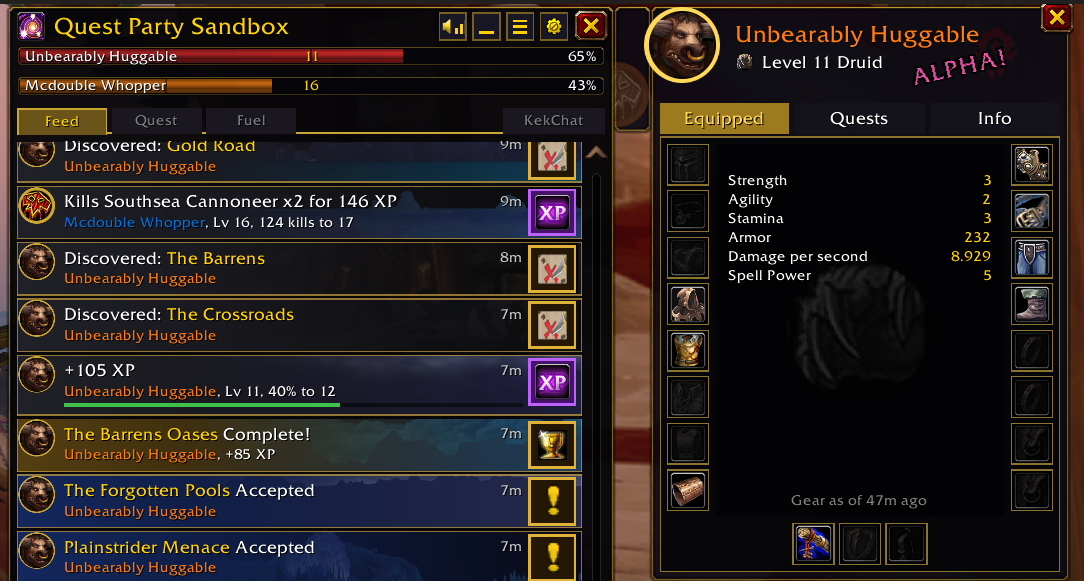 Quest Party Sandbox
Unbearably Huggable 11 65%
Mcdouble Whopper 16 43%
Feed Quest Fuel KekChat
Discovered: Gold Road 9m
Unbearably Huggable
Kills Southsea Cannoneer x2 for 146 XP 9m
Mcdouble Whopper, Lv 16, 124 kills to 17
XP
Discovered: The Barrens 8m
Unbearably Huggable
Discovered: The Crossroads 7m
Unbearably Huggable
+105 XP 7m
Unbearably Huggable, Lv 11, 40% to 12
XP
The Barrens Oases Complete! 7m
Unbearably Huggable, +85 XP
The Forgotten Pools Accepted 7m
Unbearably Huggable
Plainstrider Menace Accepted 7m
Unbearably Huggable
Unbearably Huggable
Level 11 Druid
ALPHA!
Equipped Quests Info
Strength 3
Agility 2
Stamina 3
Armor 232
Damage per second 8.929
Spell Power 5
Gear as of 47m ago